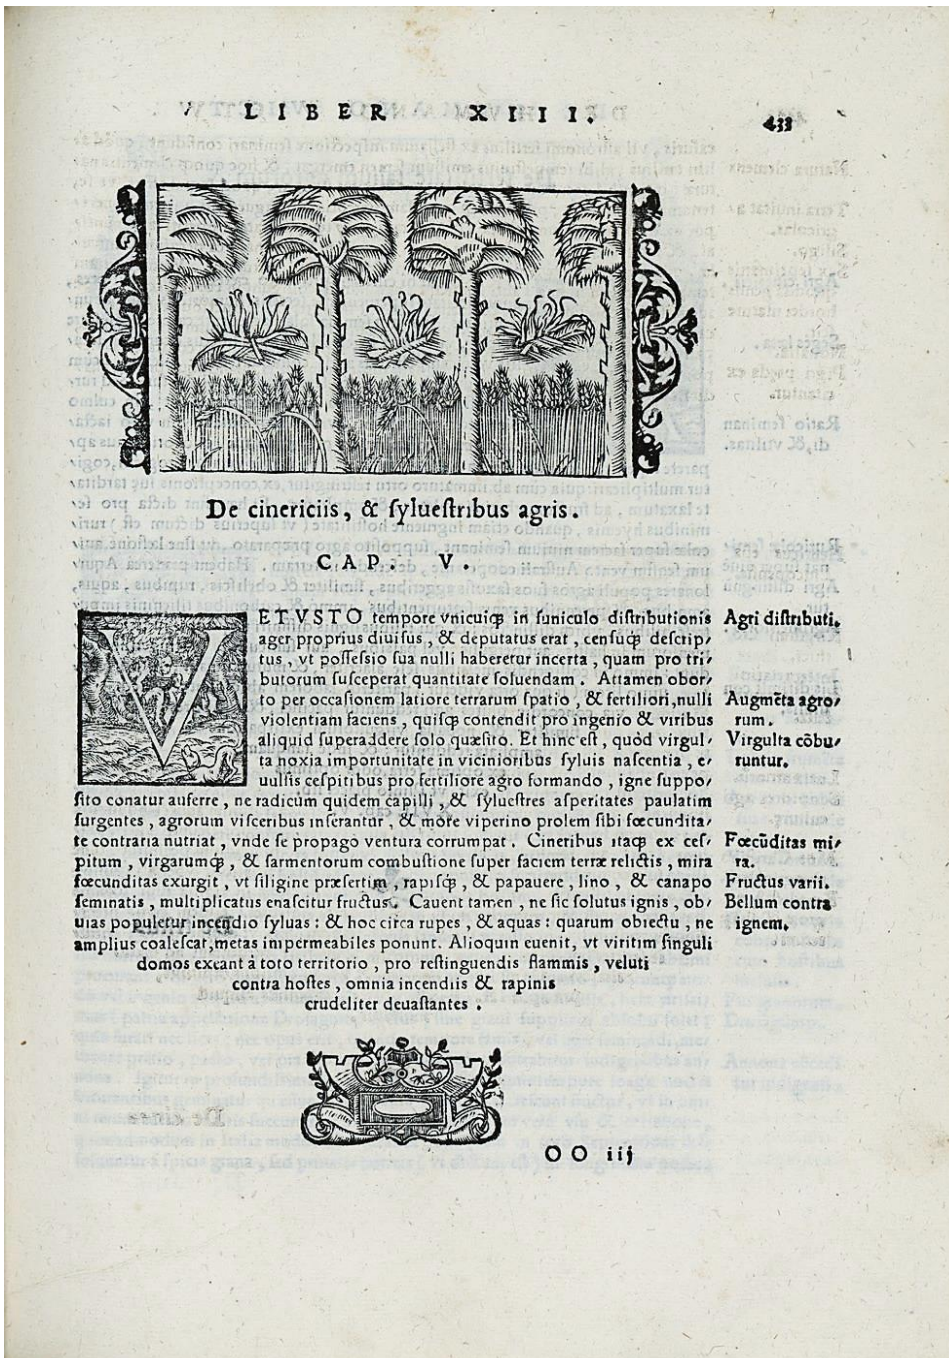 LIBER XIIII.
433
De cinericiis, & ſylueſtribus agris.
CAP. V.
VETVSTO tempore vnicuiqꝫ in funiculo diſtributionis
ager proprius diuiſus, & deputatus erat, cenſuqꝫ deſcrip-
tus, vt poſſeſsio ſua nulli haberetur incerta, quam pro tri-
butorum ſuſceperat quantitate ſoluendam. Attamen obor-
to per occaſionem latiore terrarum ſpatio, & fertiliori, nulli
violentiam faciens, quiſqꝫ contendit pro ingenio & viribus
aliquid ſuperaddere ſolo quæſito. Et hinc eſt, quòd virgul-
ta noxia importunitate in vicinioribus ſyluis naſcentia, e-
uulſis ceſpitibus pro fertiliore agro formando, igne ſuppo-
ſito conatur auferre, ne radicum quidem capilli, & ſylueſtres aſperitates paulatim
ſurgentes, agrorum viſceribus inſerantur, & more viperino prolem ſibi fœcundita-
te contraria nutriat, vnde ſe propago ventura corrumpat. Cineribus itaqꝫ ex ceſ-
pitum, virgarumqꝫ, & ſarmentorum combuſtione ſuper faciem terræ relictis, mira
fœcunditas exurgit, vt ſiligine præſertim, rapiſqꝫ, & papauere, lino, & canapo
ſeminatis, multiplicatus enaſcitur fructus. Cauent tamen, ne ſic ſolutus ignis, ob-
uias populetur incendio ſyluas: & hoc circa rupes, & aquas: quarum obiectu, ne
amplius coaleſcat, metas impermeabiles ponunt. Alioquin euenit, vt viritim ſinguli
domos exeant à toto territorio, pro reſtinguendis flammis, veluti
contra hoſtes, omnia incendiis & rapinis
crudeliter deuaſtantes.
Agri diſtributi.
Augmẽta agro-
rum.
Virgulta cõbu-
runtur.
Fœcũditas mi-
ra.
Fructus varii.
Bellum contra
ignem.
OO iij